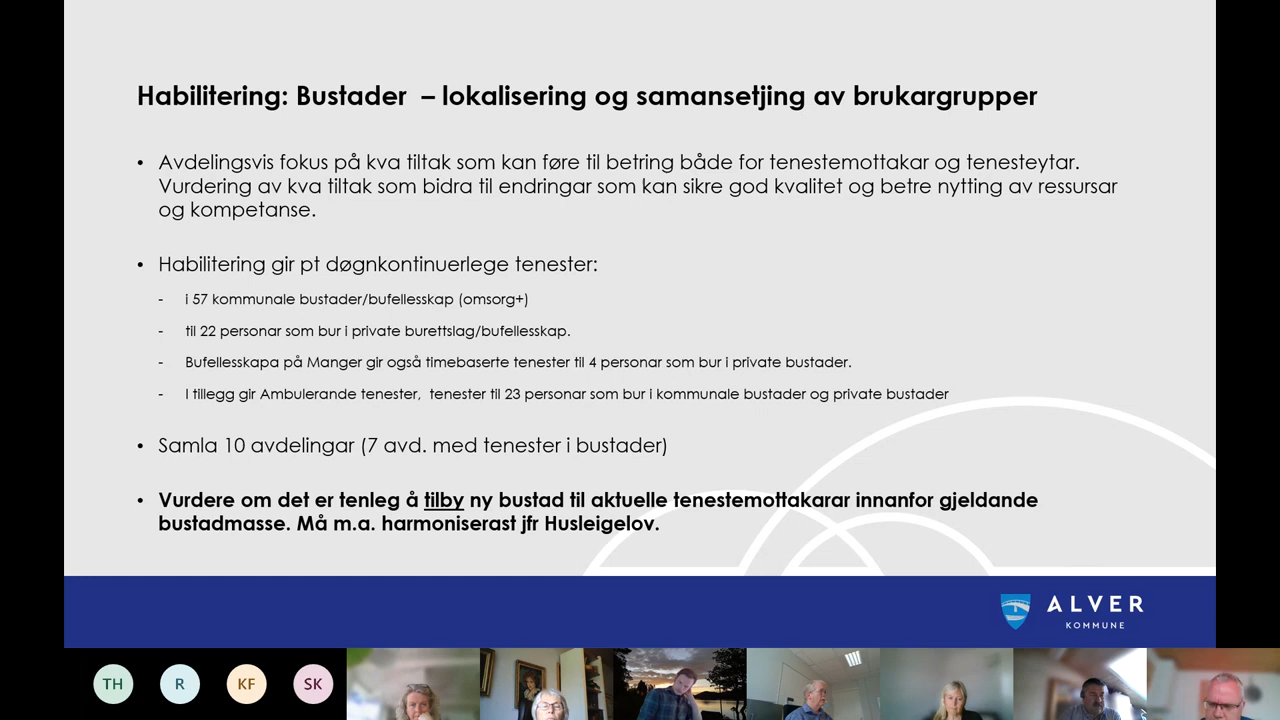 Habilitering: Bustader – lokalisering og samansetjing av brukargrupper
• Avdelingsvis fokus på kva tiltak som kan føre til betring både for tenestemottakar og tenesteytar.
Vurdering av kva tiltak som bidra til endringar som kan sikre god kvalitet og betre nytting av ressursar
og kompetanse.
• Habilitering gir pt døgnkontinuerlege tenester:
- i 57 kommunale bustader/bufellesskap (omsorg+)
- til 22 personar som bur i private burettslag/bufellesskap.
- Bufellesskapa på Manger gir også timebaserte tenester til 4 personar som bur i private bustader.
- I tillegg gir Ambulerande tenester, tenester til 23 personar som bur i kommunale bustader og private bustader
• Samla 10 avdelingar (7 avd. med tenester i bustader)
• Vurdere om det er tenleg å tilby ny bustad til aktuelle tenestemottakarar innanfor gjeldande
bustadmasse. Må m.a. harmoniserast jfr Husleigelov.
ALVER
KOMMUNE
TH R KF SK